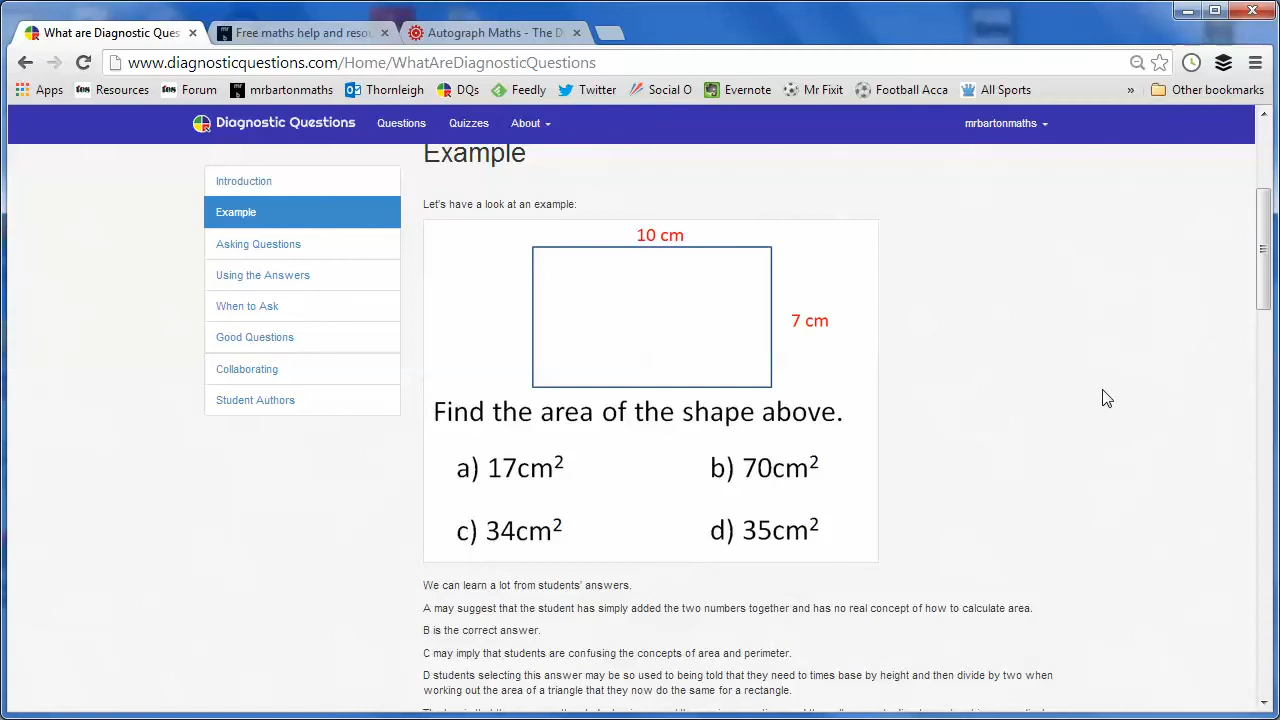 What are Diagnostic Ques
Free maths help and reso
Autograph Maths - The D
www.diagnosticquestions.com/Home/WhatAreDiagnosticQuestions
Apps
Resources
Forum
mrbartonmaths
Thornleigh
DQs
Feedly
Twitter
Social O
Evernote
Mr Fixit
Football Acca
All Sports
»
Other bookmarks
Diagnostic Questions
Questions
Quizzes
About
mrbartonmaths
Introduction
Example
Asking Questions
Using the Answers
When to Ask
Good Questions
Collaborating
Student Authors
Example
Let's have a look at an example:
10 cm
7 cm
Find the area of the shape above.
a) 17cm²
b) 70cm²
c) 34cm²
d) 35cm²
We can learn a lot from students' answers.
A may suggest that the student has simply added the two numbers together and has no real concept of how to calculate area.
B is the correct answer.
C may imply that students are confusing the concepts of area and perimeter.
D students selecting this answer may be so used to being told that they need to times base by height and then divide by two when
working out the area of a triangle that they now do the same for a rectangle.